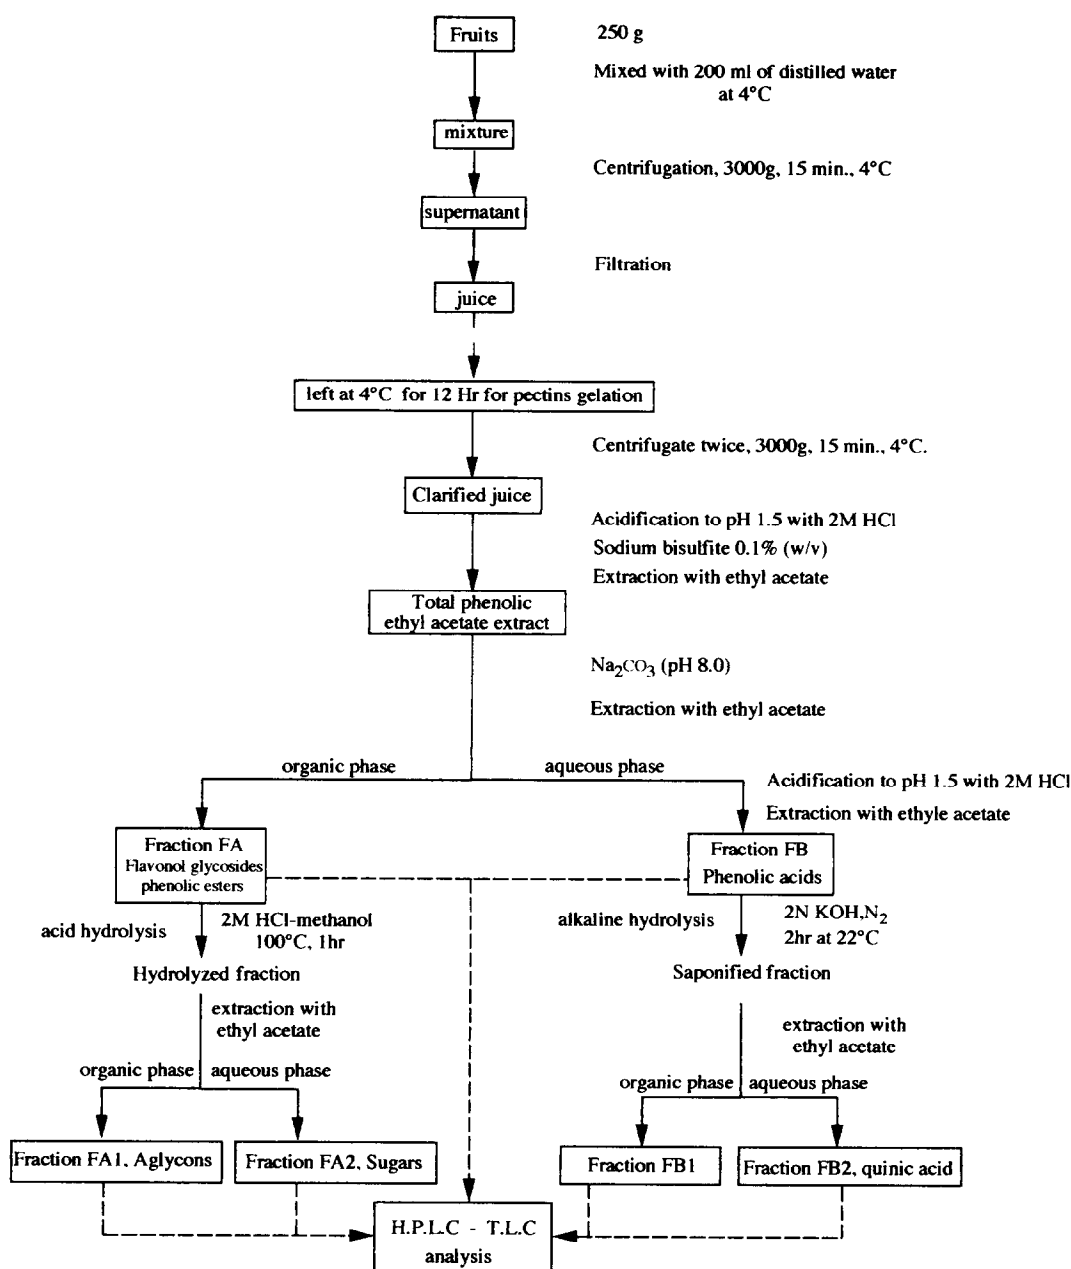 Fruits
250 g
Mixed with 200 ml of distilled water
at 4°C
mixture
Centrifugation, 3000g, 15 min., 4°C
supernatant
Filtration
juice
left at 4°C for 12 Hr for pectins gelation
Centrifugate twice, 3000g, 15 min., 4°C.
Clarified juice
Acidification to pH 1.5 with 2M HCl
Sodium bisulfite 0.1% (w/v)
Extraction with ethyl acetate
Total phenolic
ethyl acetate extract
Na₂CO₃ (pH 8.0)
Extraction with ethyl acetate
organic phase
aqueous phase
Acidification to pH 1.5 with 2M HCl
Extraction with ethyle acetate
Fraction FA
Flavonol glycosides
phenolic esters
Fraction FB
Phenolic acids
acid hydrolysis
2M HCl-methanol
100°C, 1hr
alkaline hydrolysis
2N KOH,N₂
2hr at 22°C
Hydrolyzed fraction
Saponified fraction
extraction with
ethyl acetate
extraction with
ethyl acetate
organic phase
aqueous phase
organic phase
aqueous phase
Fraction FA1, Aglycons
Fraction FA2, Sugars
Fraction FB1
Fraction FB2, quinic acid
H.P.L.C - T.L.C
analysis